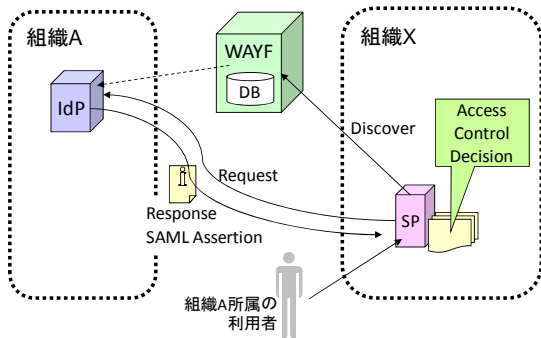 組織A
WAYF
DB
組織X
IdP
Access
Control
Decision
Discover
Request
i
Response
SAML Assertion
SP
組織A所属の
利用者